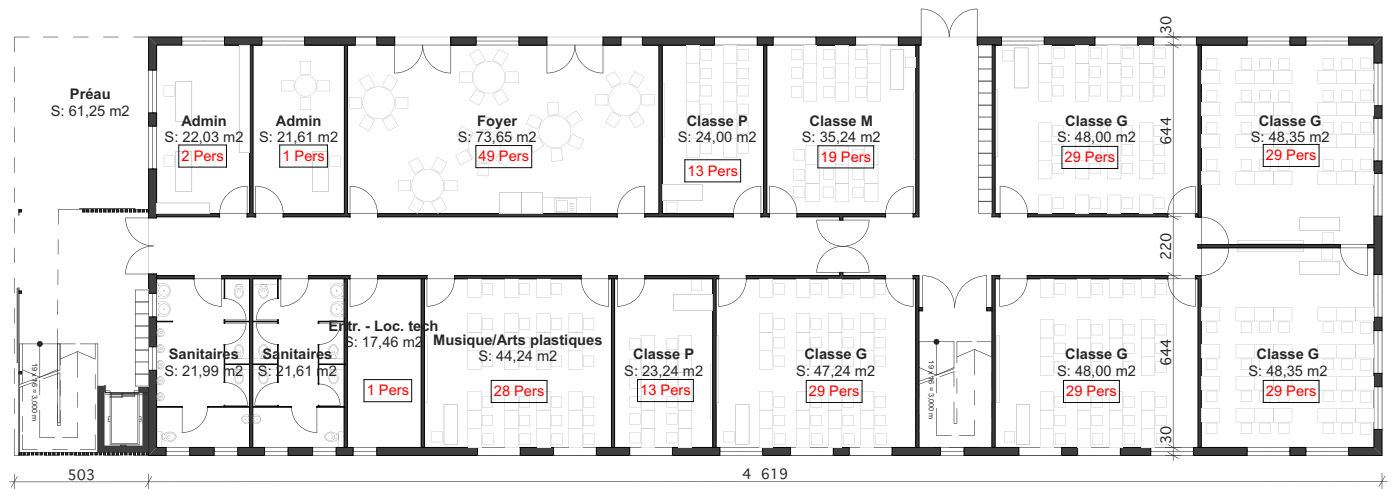 Préau
S: 61,25 m2
Admin
S: 22,03 m2
2 Pers
Admin
S: 21,61 m2
1 Pers
Foyer
S: 73,65 m2
49 Pers
Classe P
S: 24,00 m2
13 Pers
Classe M
S: 35,24 m2
19 Pers
Classe G
S: 48,00 m2
29 Pers
Classe G
S: 48,35 m2
29 Pers
30
644
220
644
30
Sanitaires
S: 21,99 m2
Sanitaires
S: 21,61 m2
Entr. - Loc. tech
S: 17,46 m2
1 Pers
Musique/Arts plastiques
S: 44,24 m2
28 Pers
Classe P
S: 23,24 m2
13 Pers
Classe G
S: 47,24 m2
29 Pers
Classe G
S: 48,00 m2
29 Pers
Classe G
S: 48,35 m2
29 Pers
503
4 619